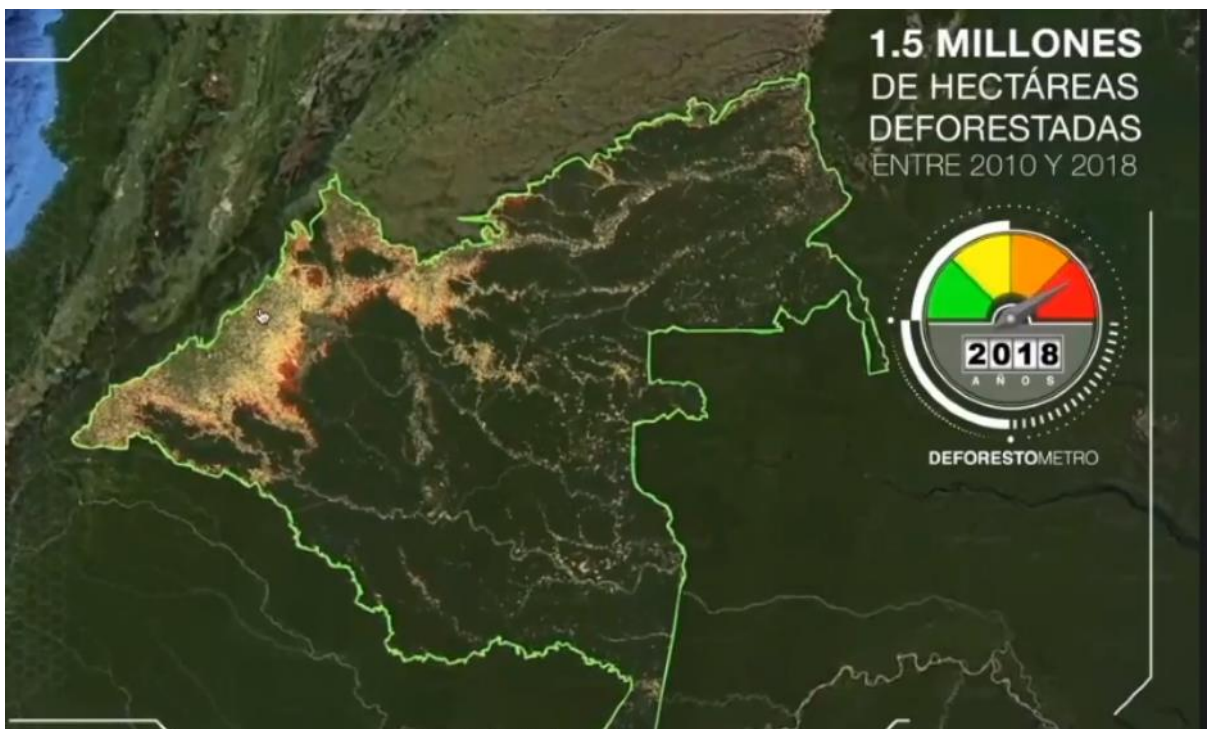 1.5 MILLONES
DE HECTÁREAS
DEFORESTADAS
ENTRE 2010 Y 2018
2018
AÑOS
DEFORESTOMETRO